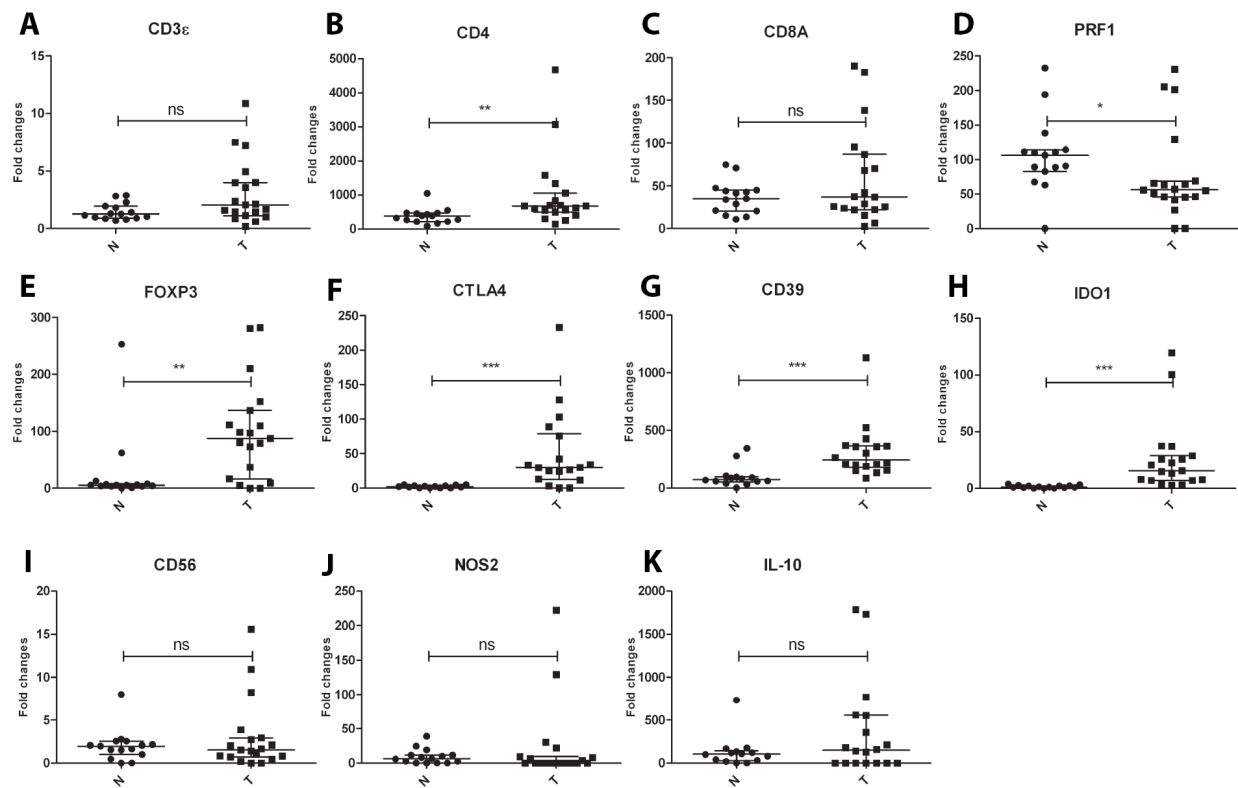 A
CD3ε
Fold changes
15
10
5
0
ns
N
T
B
CD4
Fold changes
5000
4000
3000
2000
1000
0
**
N
T
C
CD8A
Fold changes
200
150
100
50
0
ns
N
T
D
PRF1
Fold changes
250
200
150
100
50
0
*
N
T
E
FOXP3
Fold changes
300
200
100
0
**
N
T
F
CTLA4
Fold changes
250
200
150
100
50
0
***
N
T
G
CD39
Fold changes
1500
1000
500
0
***
N
T
H
IDO1
Fold changes
150
100
50
0
***
N
T
I
CD56
Fold changes
20
15
10
5
0
ns
N
T
J
NOS2
Fold changes
250
200
150
100
50
0
ns
N
T
K
IL-10
Fold changes
2000
1500
1000
500
0
ns
N
T